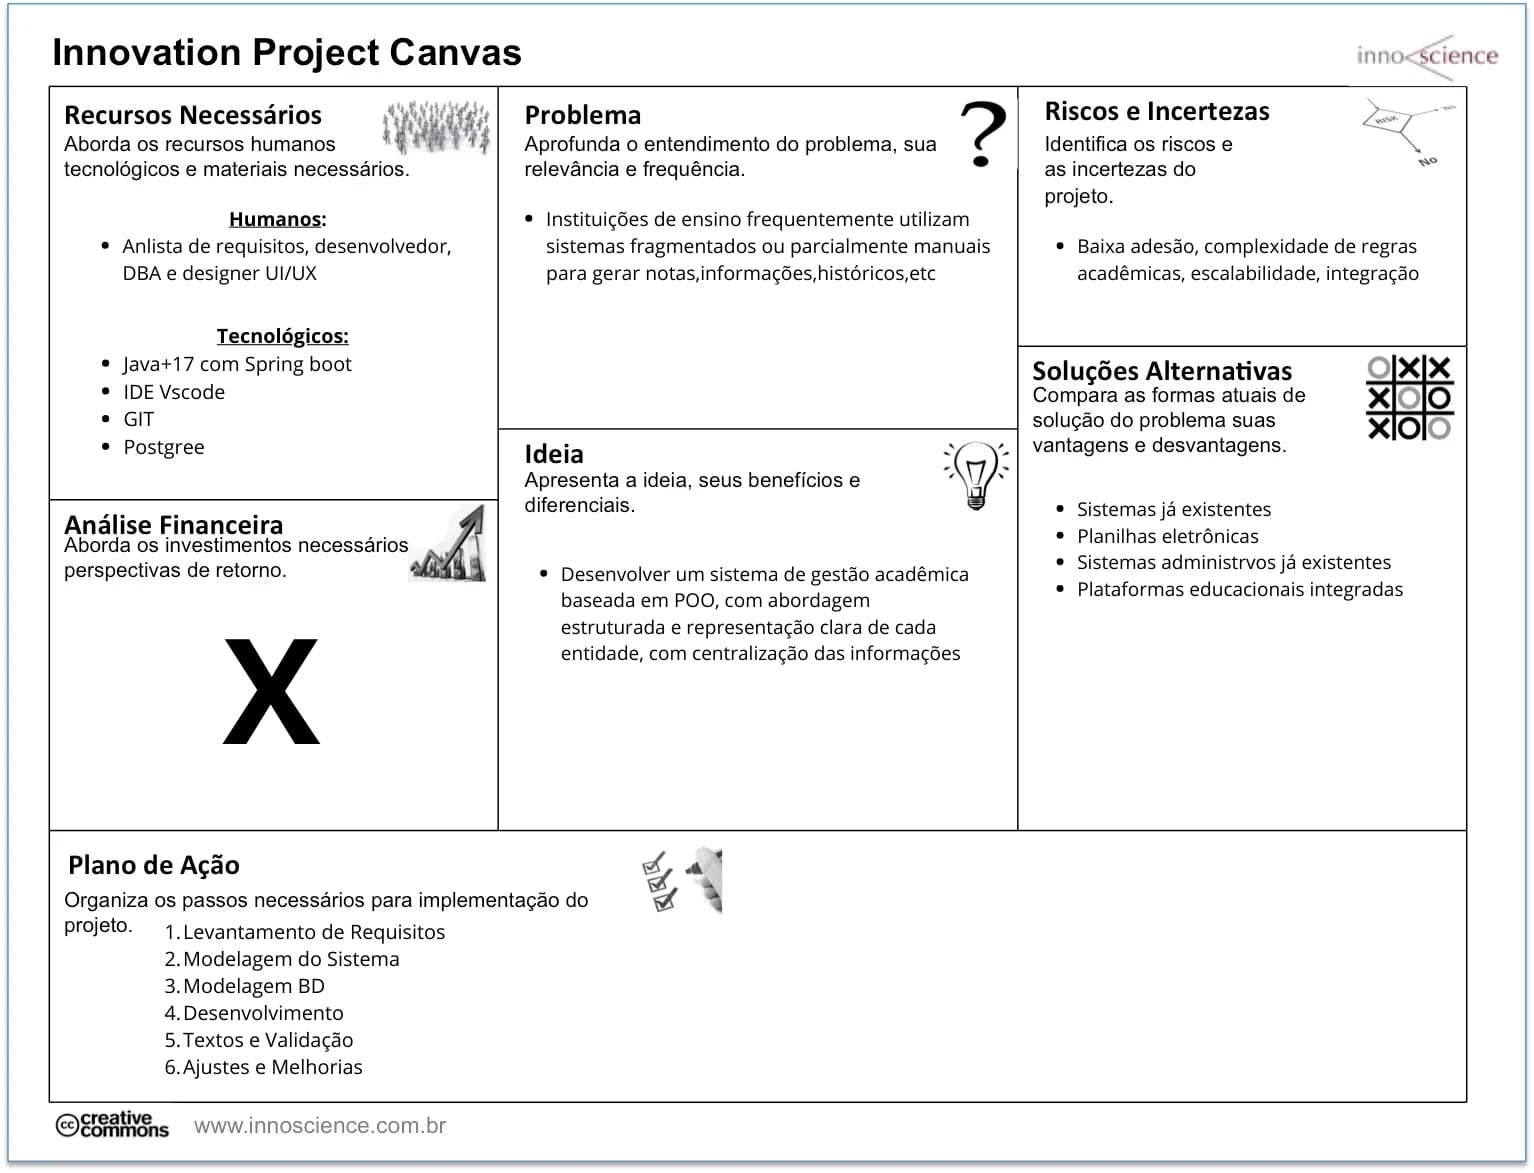 Innovation Project Canvas
inno science
Recursos Necessários
Aborda os recursos humanos
tecnológicos e materiais necessários.
Humanos:
• Anlista de requisitos, desenvolvedor,
DBA e designer UI/UX
Tecnológicos:
• Java+17 com Spring boot
• IDE Vscode
• GIT
• Postgree
Problema
?
Aprofunda o entendimento do problema, sua
relevância e frequência.
• Instituições de ensino frequentemente utilizam
sistemas fragmentados ou parcialmente manuais
para gerar notas,informações,históricos,etc
Riscos e Incertezas
RISK
Yes
No
Identifica os riscos e
as incertezas do
projeto.
• Baixa adesão, complexidade de regras
acadêmicas, escalabilidade, integração
Soluções Alternativas
Compara as formas atuais de
solução do problema suas
vantagens e desvantagens.
O X X
X O O
X O O
• Sistemas já existentes
• Planilhas eletrônicas
• Sistemas administrvos já existentes
• Plataformas educacionais integradas
Ideia
Apresenta a ideia, seus benefícios e
diferenciais.
• Desenvolver um sistema de gestão acadêmica
baseada em POO, com abordagem
estruturada e representação clara de cada
entidade, com centralização das informações
Análise Financeira
Aborda os investimentos necessários
perspectivas de retorno.
X
Plano de Ação
Organiza os passos necessários para implementação do
projeto.
1. Levantamento de Requisitos
2. Modelagem do Sistema
3. Modelagem BD
4. Desenvolvimento
5. Textos e Validação
6. Ajustes e Melhorias
cc creative
commons
www.innoscience.com.br